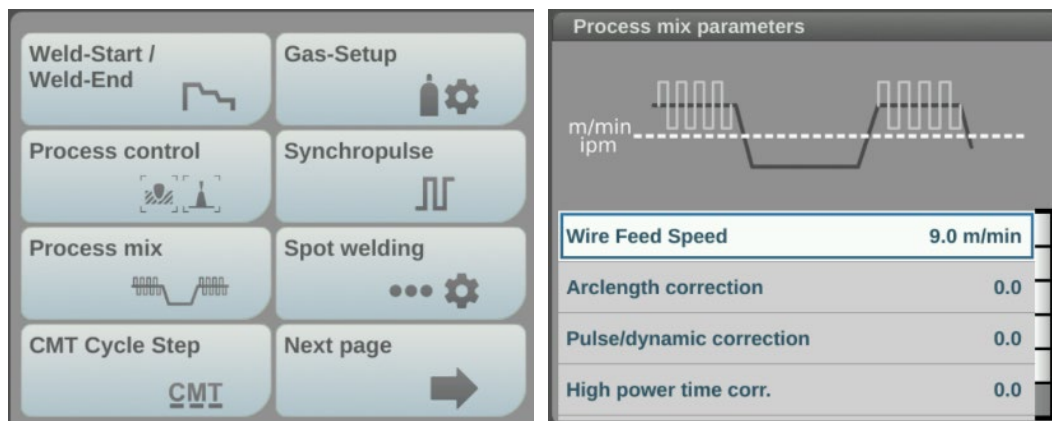 Weld-Start /
Weld-End
Gas-Setup
Process control
Synchropulse
Process mix
Spot welding
CMT Cycle Step
CMT
Next page
Process mix parameters
m/min
ipm
Wire Feed Speed 9.0 m/min
Arclength correction 0.0
Pulse/dynamic correction 0.0
High power time corr. 0.0